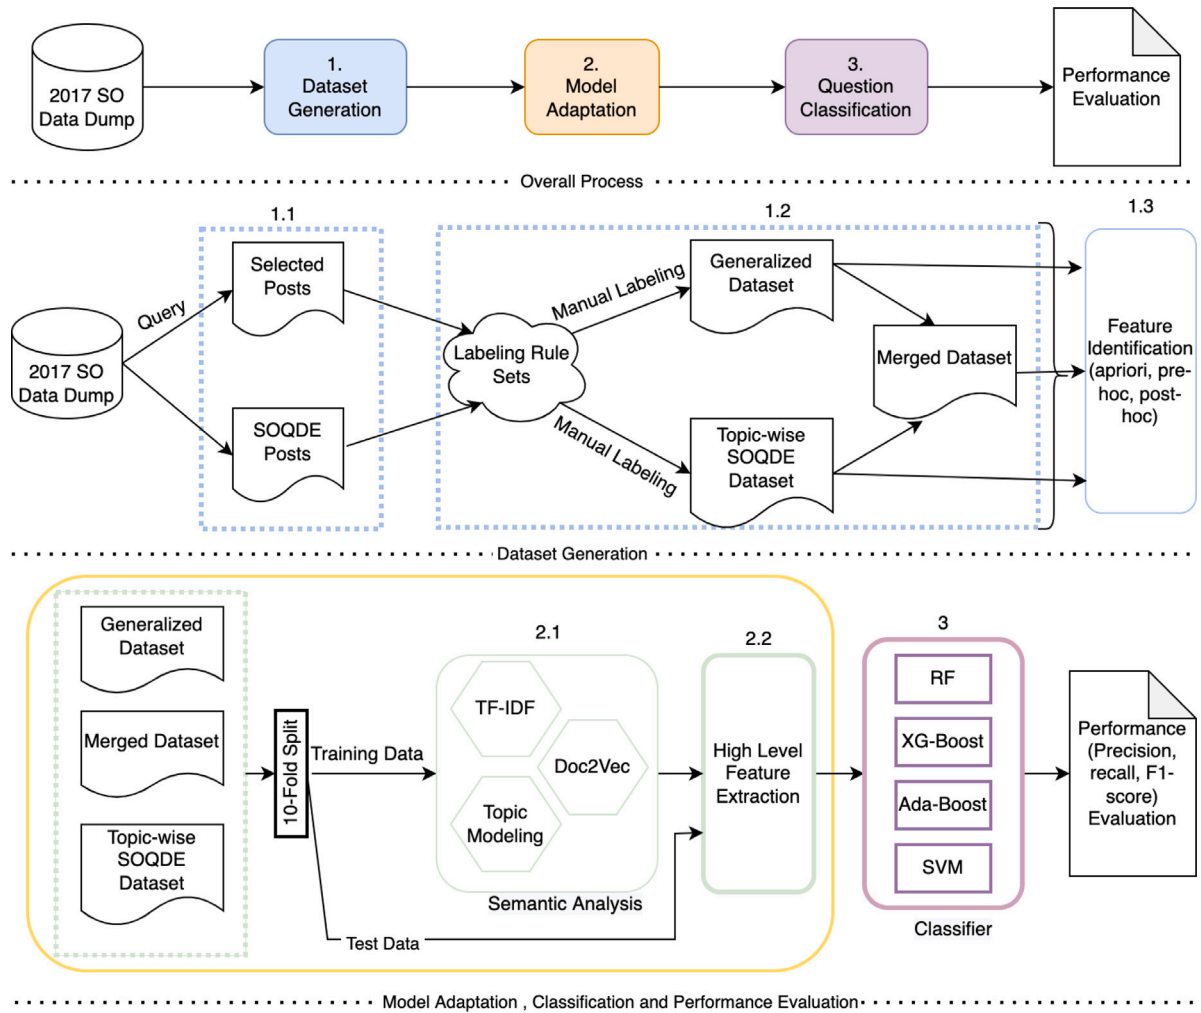 2017 SO
Data Dump
1.
Dataset
Generation
2.
Model
Adaptation
3.
Question
Classification
Performance
Evaluation
Overall Process
1.1
1.2
1.3
2017 SO
Data Dump
Query
Selected
Posts
SOQDE
Posts
Labeling Rule
Sets
Manual Labeling
Manual Labeling
Generalized
Dataset
Merged Dataset
Topic-wise
SOQDE
Dataset
Feature
Identification
(apriori, pre-
hoc, post-
hoc)
Dataset Generation
Generalized
Dataset
Merged Dataset
Topic-wise
SOQDE
Dataset
10-Fold Split
Training Data
Test Data
2.1
TF-IDF
Doc2Vec
Topic
Modeling
Semantic Analysis
2.2
High Level
Feature
Extraction
3
RF
XG-Boost
Ada-Boost
SVM
Classifier
Performance
(Precision,
recall, F1-
score)
Evaluation
Model Adaptation , Classification and Performance Evaluation